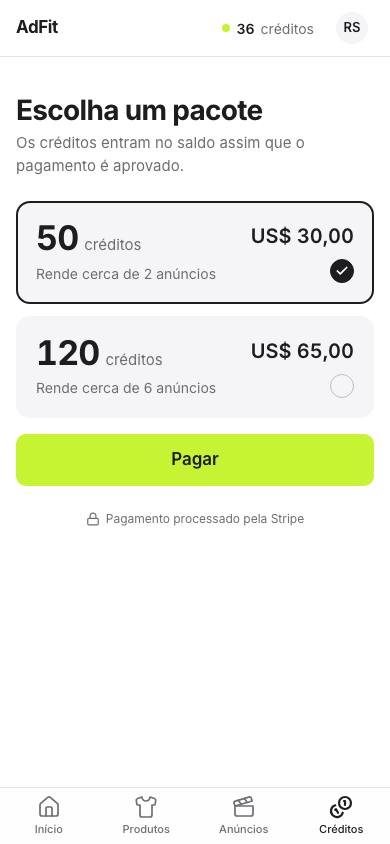 AdFit
36 créditos
RS
Escolha um pacote
Os créditos entram no saldo assim que o
pagamento é aprovado.
50 créditos
US$ 30,00
Rende cerca de 2 anúncios
120 créditos
US$ 65,00
Rende cerca de 6 anúncios
Pagar
Pagamento processado pela Stripe
Início
Produtos
Anúncios
Créditos